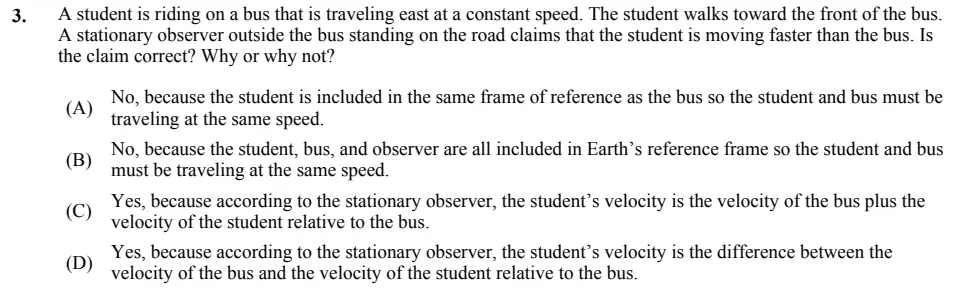 3. A student is riding on a bus that is traveling east at a constant speed. The student walks toward the front of the bus.
A stationary observer outside the bus standing on the road claims that the student is moving faster than the bus. Is
the claim correct? Why or why not?
(A) No, because the student is included in the same frame of reference as the bus so the student and bus must be
traveling at the same speed.
(B) No, because the student, bus, and observer are all included in Earth’s reference frame so the student and bus
must be traveling at the same speed.
(C) Yes, because according to the stationary observer, the student’s velocity is the velocity of the bus plus the
velocity of the student relative to the bus.
(D) Yes, because according to the stationary observer, the student’s velocity is the difference between the
velocity of the bus and the velocity of the student relative to the bus.